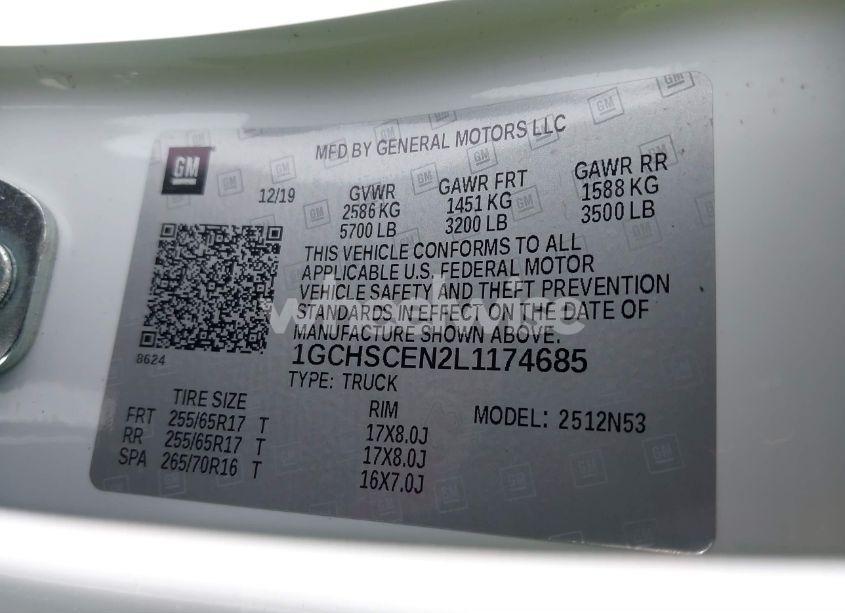 MFD BY GENERAL MOTORS LLC
GM
12/19
GVWR
2586 KG
5700 LB
GAWR FRT
1451 KG
3200 LB
GAWR RR
1588 KG
3500 LB
THIS VEHICLE CONFORMS TO ALL
APPLICABLE U.S. FEDERAL MOTOR
VEHICLE SAFETY AND THEFT PREVENTION
STANDARDS IN EFFECT ON THE DATE OF
MANUFACTURE SHOWN ABOVE.
8624
1GCHSCEN2L1174685
TYPE: TRUCK
TIRE SIZE
RIM
MODEL: 2512N53
FRT 255/65R17 T 17X8.0J
RR 255/65R17 T 17X8.0J
SPA 265/70R16 T 16X7.0J